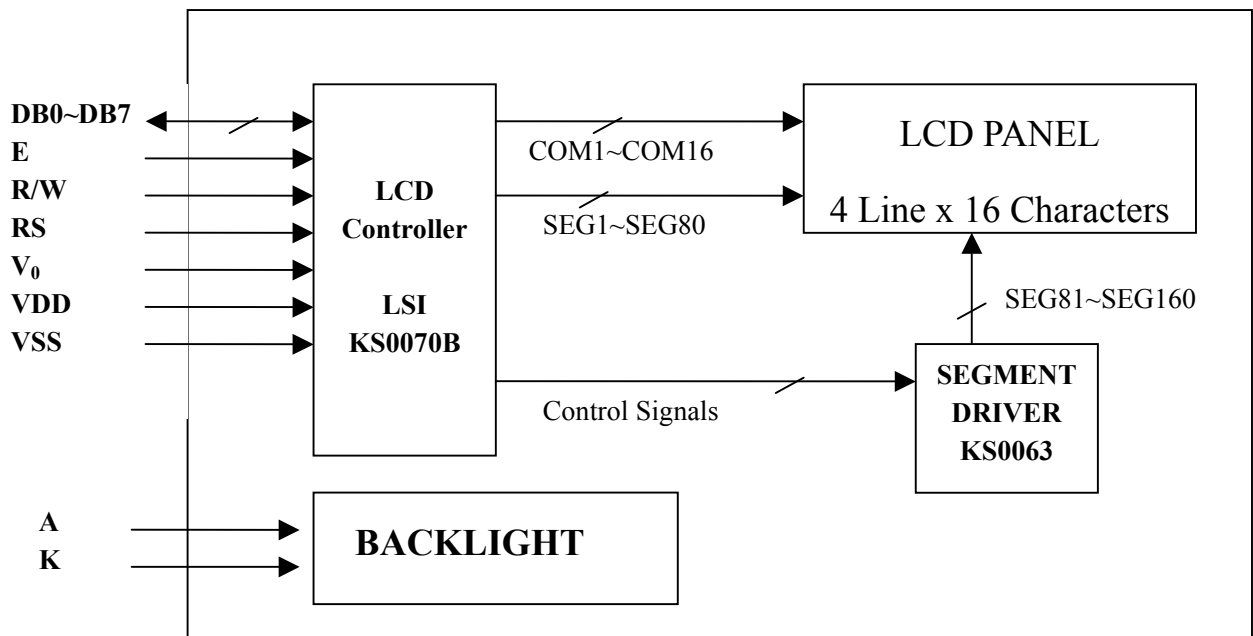 DB0~DB7
E
R/W
RS
V₀
VDD
VSS
A
K
LCD
Controller
LSI
KS0070B
COM1~COM16
SEG1~SEG80
Control Signals
LCD PANEL
4 Line x 16 Characters
SEG81~SEG160
SEGMENT
DRIVER
KS0063
BACKLIGHT